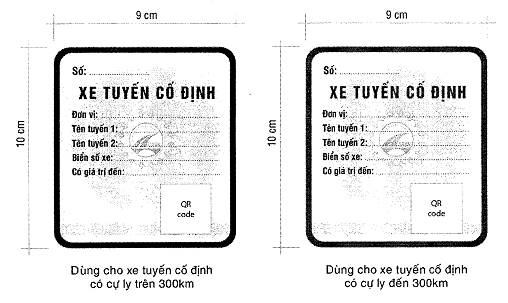 9 cm
10 cm
Số:
XE TUYẾN CỐ ĐỊNH
Đơn vị:
Tên tuyến 1:
Tên tuyến 2:
Biển số xe:
Có giá trị đến:
QR
code
Dùng cho xe tuyến cố định
có cự ly trên 300km
9 cm
10 cm
Số:
XE TUYẾN CỐ ĐỊNH
Đơn vị:
Tên tuyến 1:
Tên tuyến 2:
Biển số xe:
Có giá trị đến:
QR
code
Dùng cho xe tuyến cố định
có cự ly đến 300km